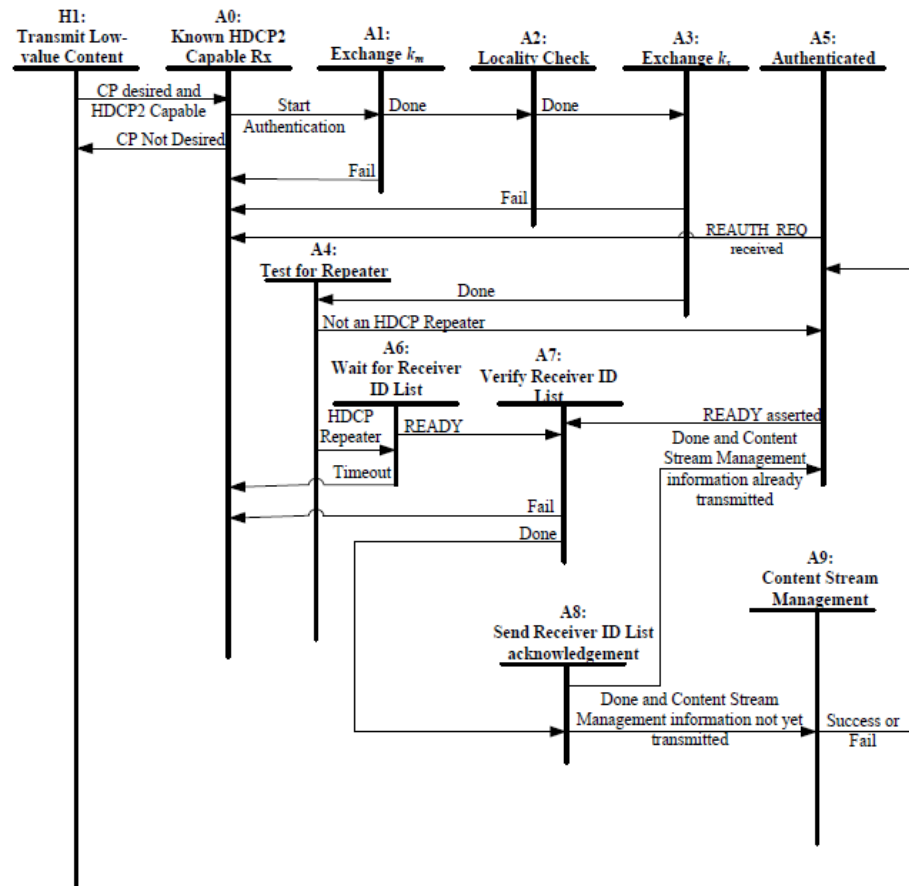 H1:
Transmit Low-
value Content
A0:
Known HDCP2
Capable Rx
A1:
Exchange km
A2:
Locality Check
A3:
Exchange ks
A5:
Authenticated
CP desired and
HDCP2 Capable
Start
Authentication
Done
Done
CP Not Desired
Fail
Fail
REAUTH_REQ
received
A4:
Test for Repeater
Done
Not an HDCP Repeater
A6:
Wait for Receiver
ID List
A7:
Verify Receiver ID
List
HDCP
Repeater
READY
READY asserted
Done and Content
Stream Management
information already
transmitted
Timeout
Fail
Done
A9:
Content Stream
Management
A8:
Send Receiver ID List
acknowledgement
Done and Content Stream
Management information not yet
transmitted
Success or
Fail